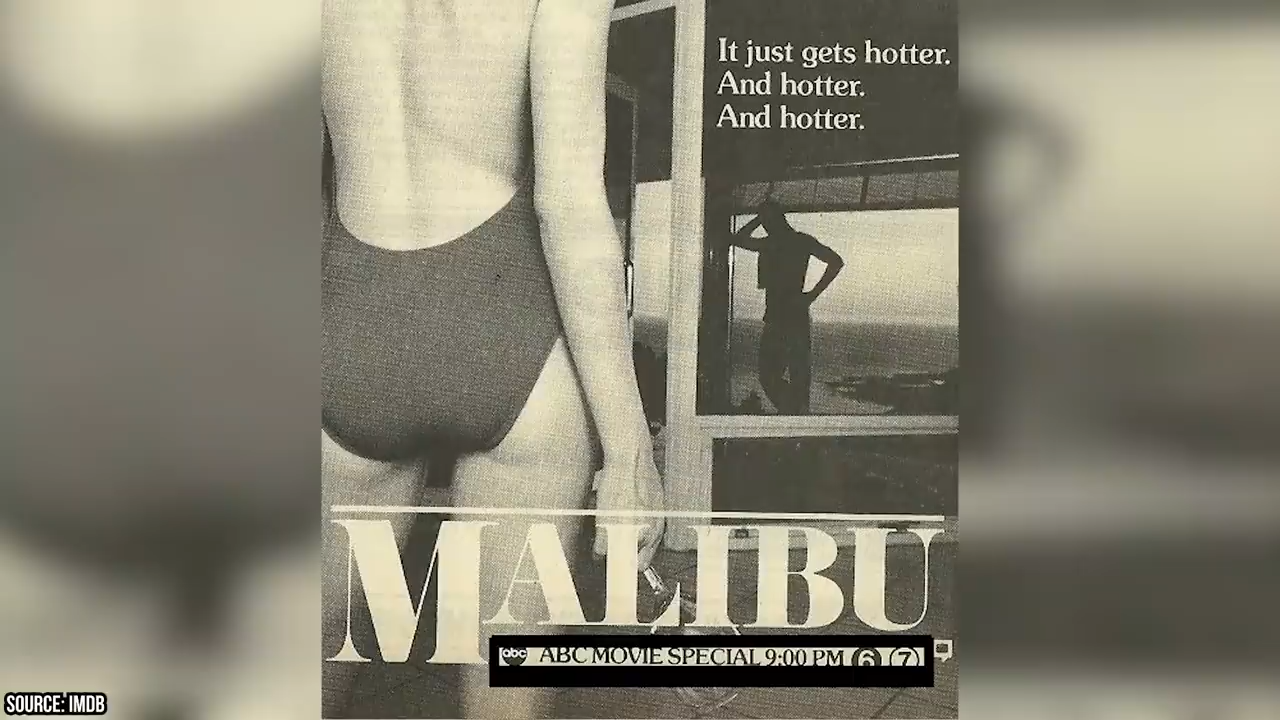 It just gets hotter.
And hotter.
And hotter.
MALIBU
abc ABC MOVIE SPECIAL 9:00 PM 6 7
SOURCE: IMDB